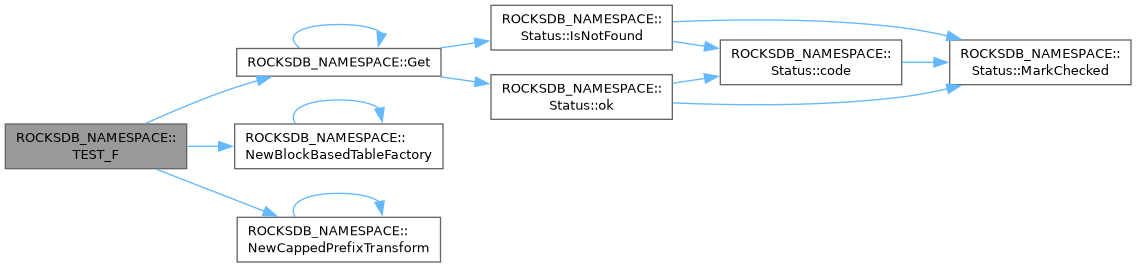 ROCKSDB_NAMESPACE::
TEST_F
ROCKSDB_NAMESPACE::Get
ROCKSDB_NAMESPACE::
NewBlockBasedTableFactory
ROCKSDB_NAMESPACE::
NewCappedPrefixTransform
ROCKSDB_NAMESPACE::
Status::IsNotFound
ROCKSDB_NAMESPACE::
Status::ok
ROCKSDB_NAMESPACE::
Status::code
ROCKSDB_NAMESPACE::
Status::MarkChecked